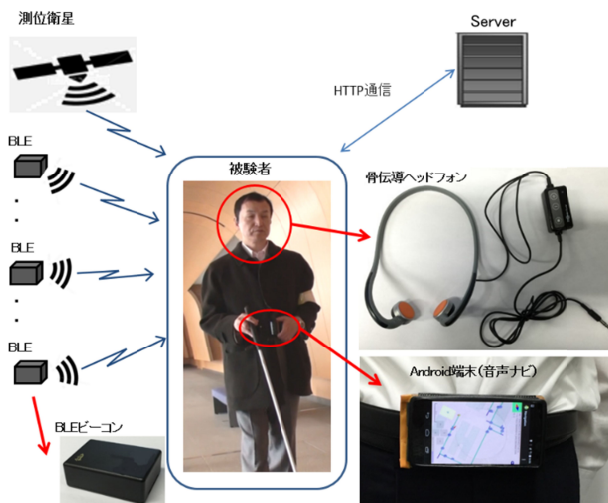 測位衛星
Server
HTTP通信
BLE
被験者
骨伝導ヘッドフォン
BLE
BLE
Android端末(音声ナビ)
BLEビーコン